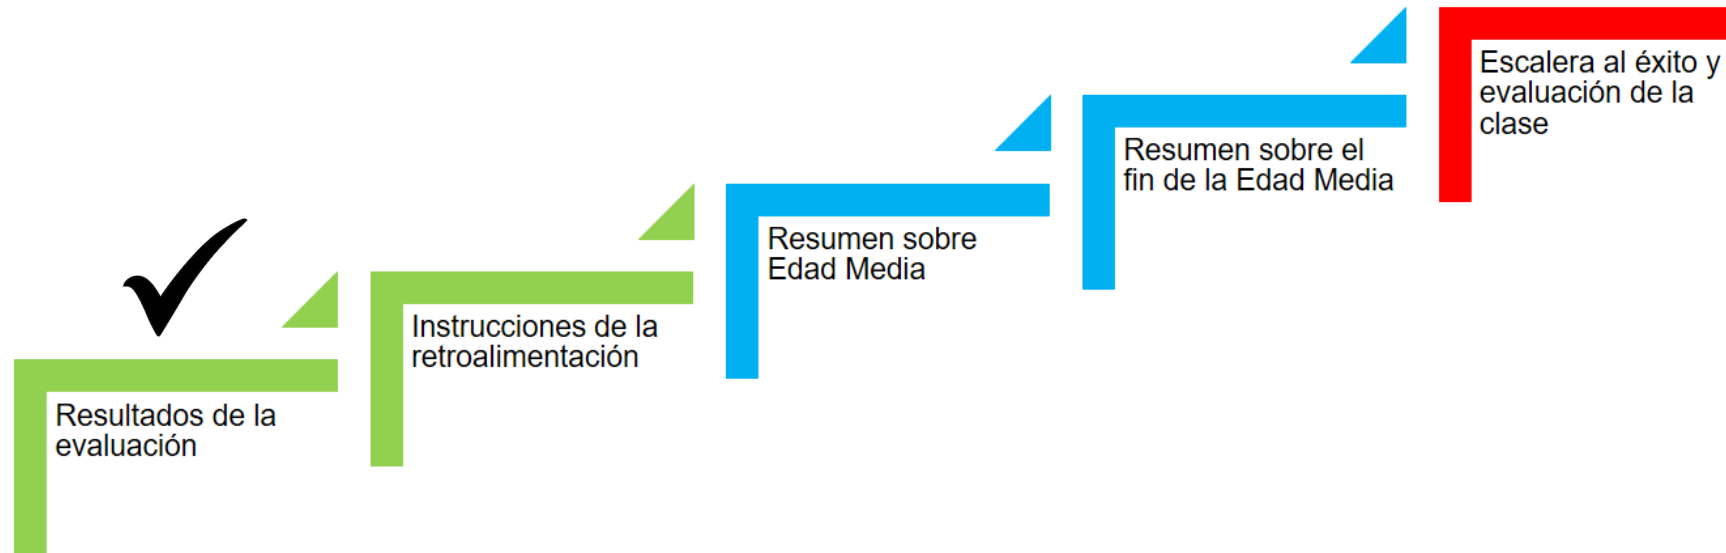 Resultados de la
evaluación
Instrucciones de la
retroalimentación
Resumen sobre
Edad Media
Resumen sobre el
fin de la Edad Media
Escalera al éxito y
evaluación de la
clase